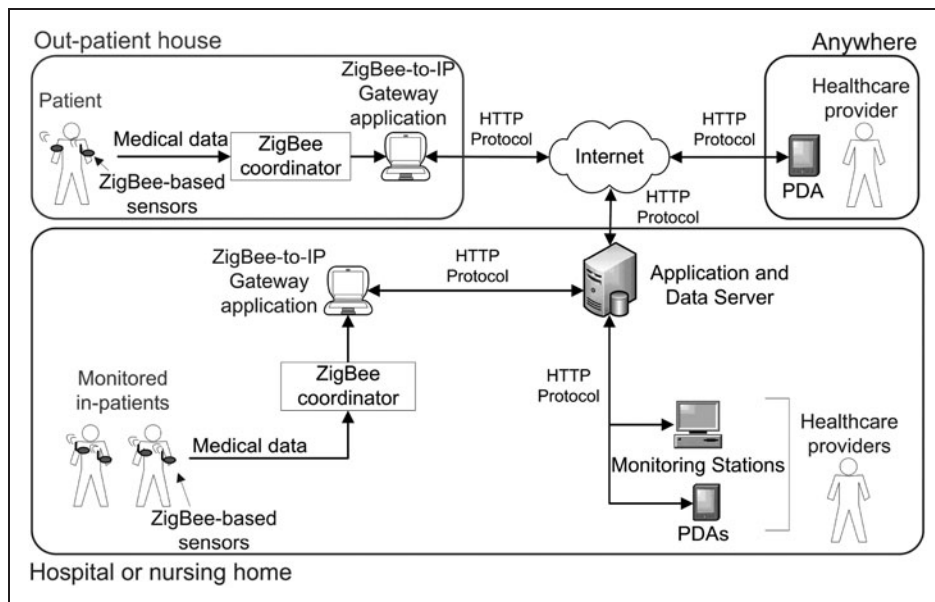 Out-patient house
Anywhere
Patient
ZigBee-to-IP
Gateway
application
Medical data
ZigBee
coordinator
ZigBee-based
sensors
HTTP
Protocol
Internet
HTTP
Protocol
Healthcare
provider
PDA
HTTP
Protocol
ZigBee-to-IP
Gateway
application
HTTP
Protocol
Application and
Data Server
ZigBee
coordinator
Monitored
in-patients
Medical data
ZigBee-based
sensors
HTTP
Protocol
Monitoring Stations
PDAs
Healthcare
providers
Hospital or nursing home